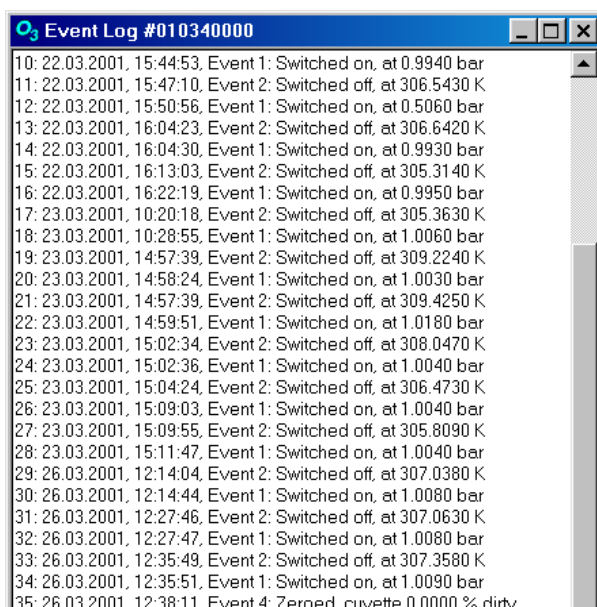 O3 Event Log #010340000
10: 22.03.2001, 15:44:53, Event 1: Switched on, at 0.9940 bar
11: 22.03.2001, 15:47:10, Event 2: Switched off, at 306.5430 K
12: 22.03.2001, 15:50:56, Event 1: Switched on, at 0.5060 bar
13: 22.03.2001, 16:04:23, Event 2: Switched off, at 306.6420 K
14: 22.03.2001, 16:04:30, Event 1: Switched on, at 0.9930 bar
15: 22.03.2001, 16:13:03, Event 2: Switched off, at 305.3140 K
16: 22.03.2001, 16:22:19, Event 1: Switched on, at 0.9950 bar
17: 23.03.2001, 10:20:18, Event 2: Switched off, at 305.3630 K
18: 23.03.2001, 10:28:55, Event 1: Switched on, at 1.0060 bar
19: 23.03.2001, 14:57:39, Event 2: Switched off, at 309.2240 K
20: 23.03.2001, 14:58:24, Event 1: Switched on, at 1.0030 bar
21: 23.03.2001, 14:57:39, Event 2: Switched off, at 309.4250 K
22: 23.03.2001, 14:59:51, Event 1: Switched on, at 1.0180 bar
23: 23.03.2001, 15:02:34, Event 2: Switched off, at 308.0470 K
24: 23.03.2001, 15:02:36, Event 1: Switched on, at 1.0040 bar
25: 23.03.2001, 15:04:24, Event 2: Switched off, at 306.4730 K
26: 23.03.2001, 15:09:03, Event 1: Switched on, at 1.0040 bar
27: 23.03.2001, 15:09:55, Event 2: Switched off, at 305.8090 K
28: 23.03.2001, 15:11:47, Event 1: Switched on, at 1.0040 bar
29: 26.03.2001, 12:14:04, Event 2: Switched off, at 307.0380 K
30: 26.03.2001, 12:14:44, Event 1: Switched on, at 1.0080 bar
31: 26.03.2001, 12:27:46, Event 2: Switched off, at 307.0630 K
32: 26.03.2001, 12:27:47, Event 1: Switched on, at 1.0080 bar
33: 26.03.2001, 12:35:49, Event 2: Switched off, at 307.3580 K
34: 26.03.2001, 12:35:51, Event 1: Switched on, at 1.0090 bar
35: 26.03.2001, 12:38:11, Event 4: Zeroed, cuvette 0.0000 % dirty